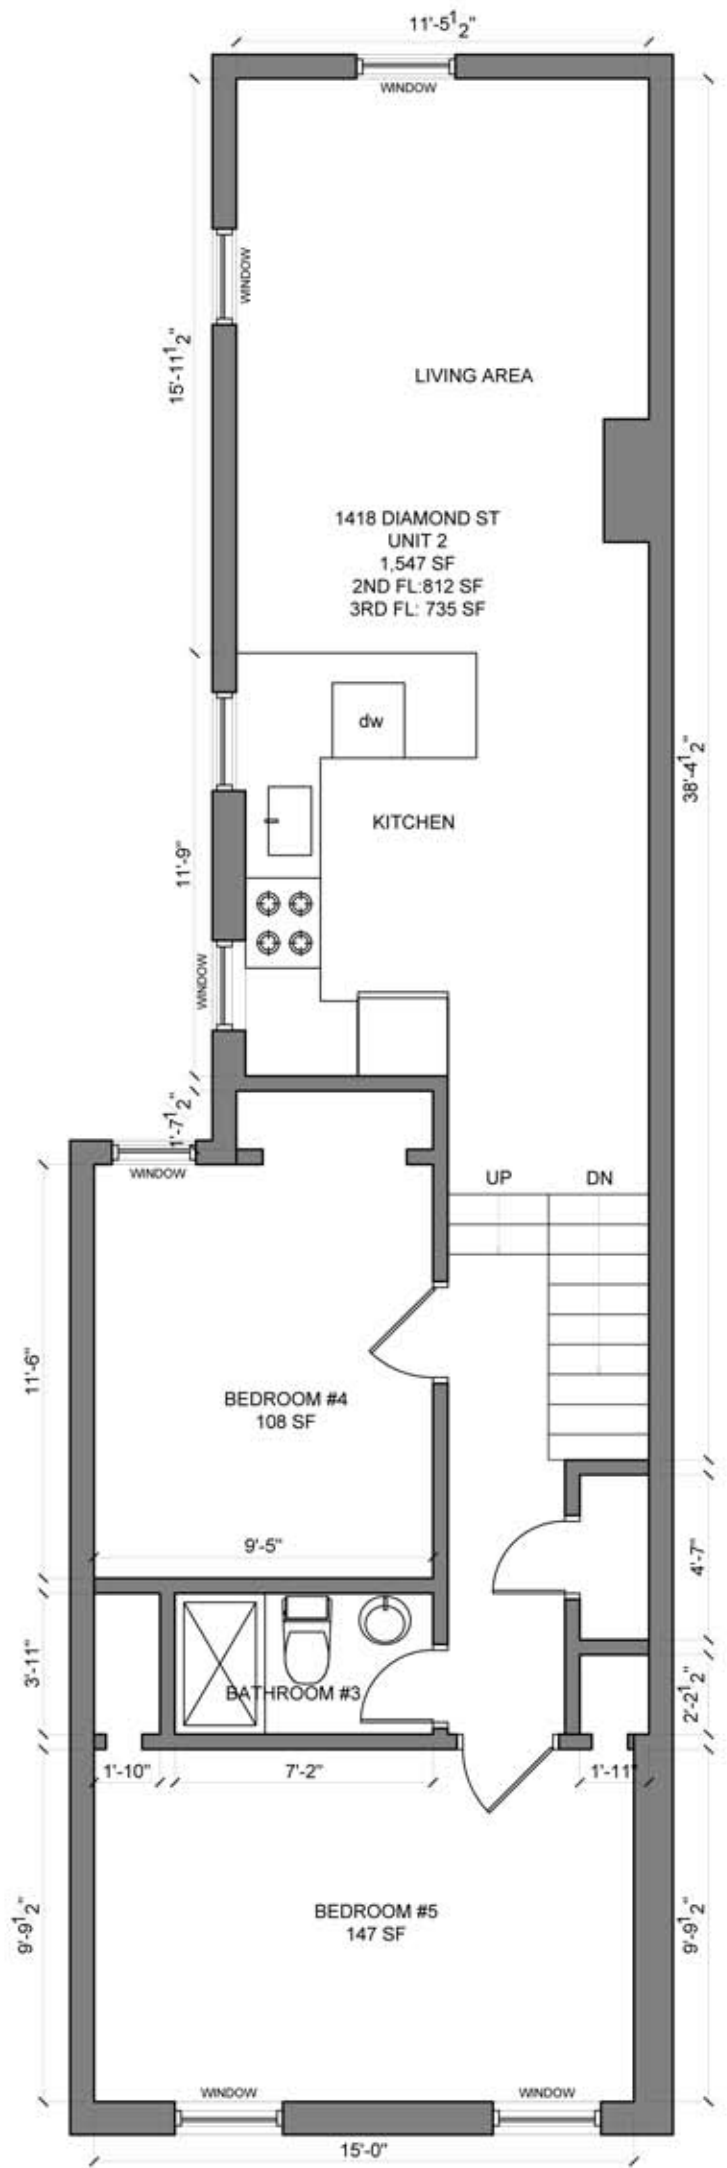 11'-5 1/2"
WINDOW
WINDOW
15'-11 1/2"
LIVING AREA
1418 DIAMOND ST
UNIT 2
1,547 SF
2ND FL:812 SF
3RD FL: 735 SF
dw
38'-4 1/2"
KITCHEN
11'-9"
WINDOW
1'-7 1/2"
WINDOW
UP
DN
11'-6"
BEDROOM #4
108 SF
9'-5"
4'-7"
3'-11"
BATHROOM #3
2'-2 1/2"
1'-10"
7'-2"
1'-11"
9'-9 1/2"
BEDROOM #5
147 SF
9'-9 1/2"
WINDOW
WINDOW
15'-0"